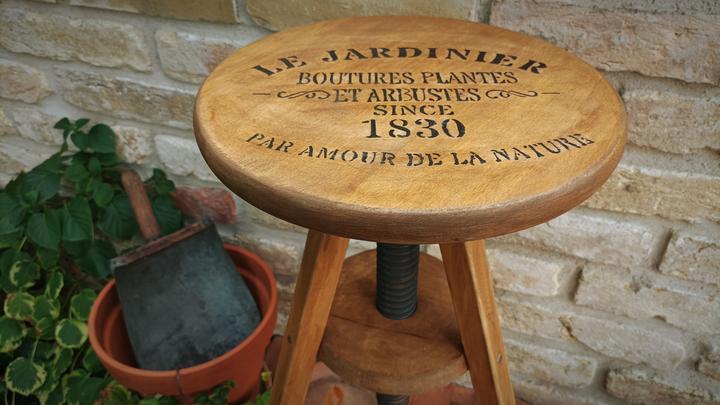 LE JARDINIER
BOUTURES PLANTES
ET ARBUSTES
SINCE
1830
PAR AMOUR DE LA NATURE